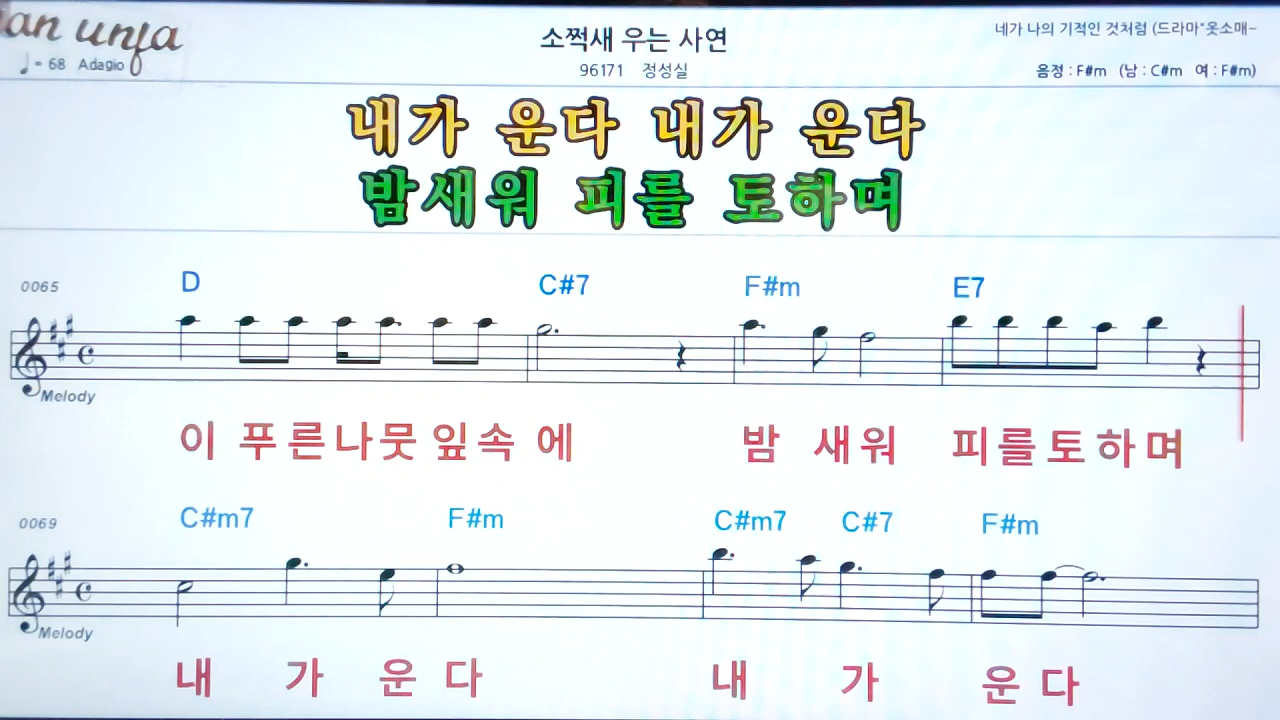 an unja
♩= 68 Adagio
소쩍새 우는 사연
96171 정성실
네가 나의 기적인 것처럼 (드라마"옷소매-
음정 : F#m (남 : C#m 여 : F#m)
내가 운다 내가 운다
밤새워 피를 토하며
0065 D C#7 F#m E7
Melody
이 푸른나뭇 잎속 에 밤 새워 피를토하며
0069 C#m7 F#m C#m7 C#7 F#m
Melody
내 가 운 다 내 가 운 다